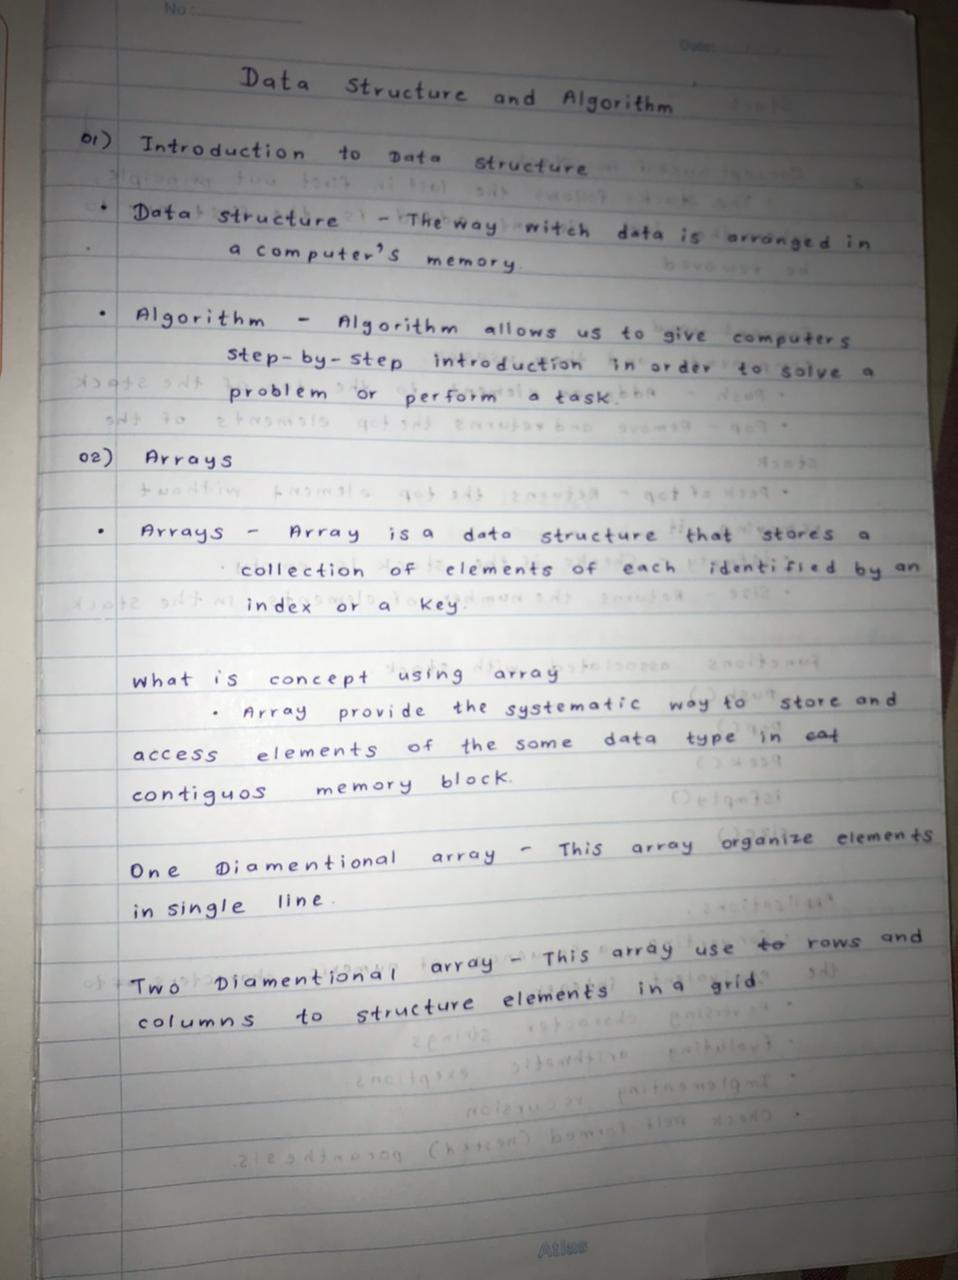 No:
Date:
Data Structure and Algorithm
01) Introduction to Data structure
• Data structure - The way witch data is arranged in
a computer's memory.
• Algorithm - Algorithm allows us to give computers
step-by-step introduction in order to solve a
problem or perform a task.
02) Arrays
• Arrays - Array is a data structure that stores a
collection of elements of each identified by an
index or a key.
What is concept using array
• Array provide the systematic way to store and
access elements of the same data type in
contiguos memory block.
One Diamentional array - This array organize elements
in single line.
Two Diamentional array - This array use to rows and
columns to structure elements in a grid.
Atlas